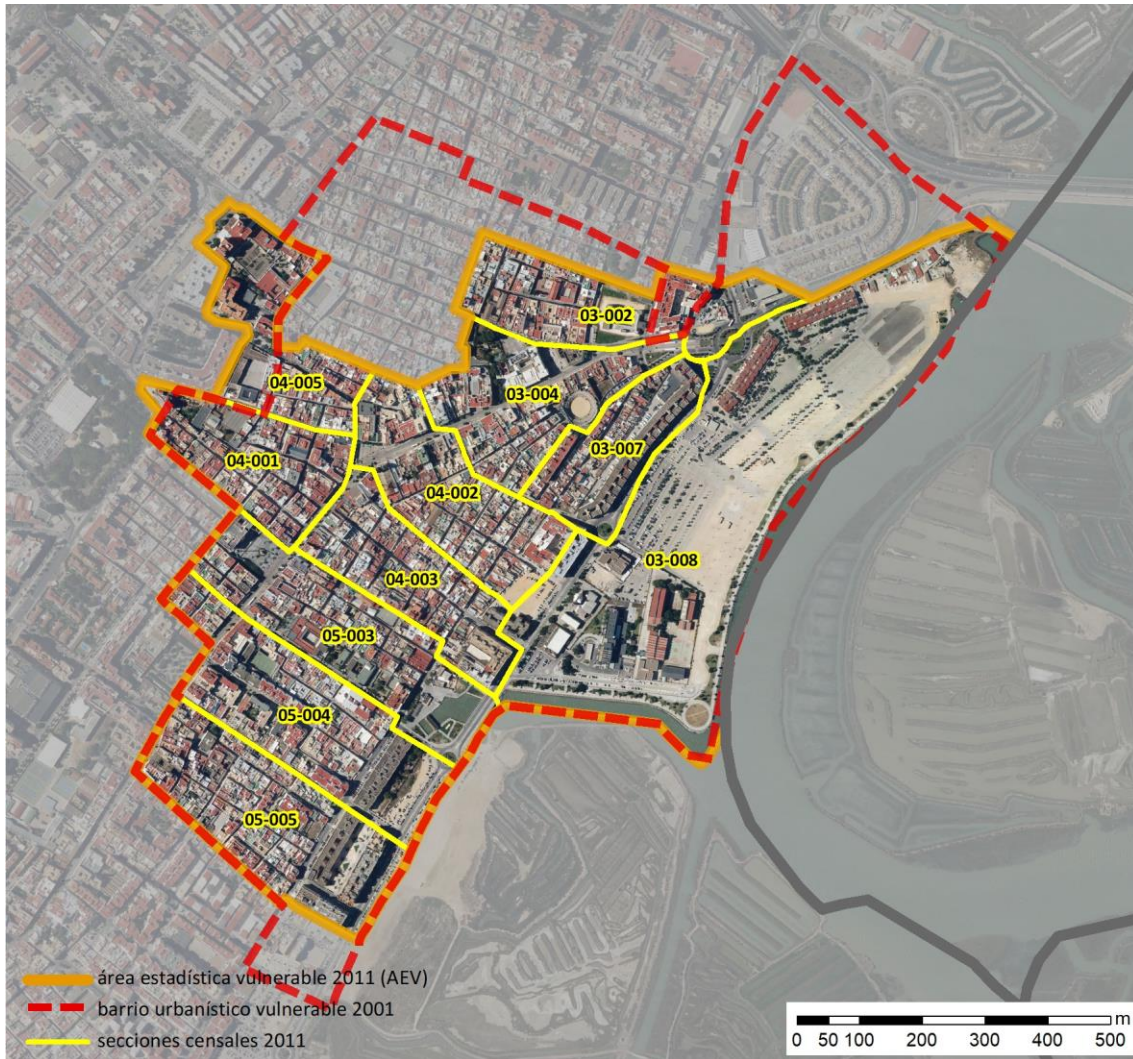 03-002
04-005
03-004
03-007
04-001
04-002
03-008
04-003
05-003
05-004
05-005
área estadística vulnerable 2011 (AEV)
barrio urbanístico vulnerable 2001
secciones censales 2011
m
0 50 100 200 300 400 500